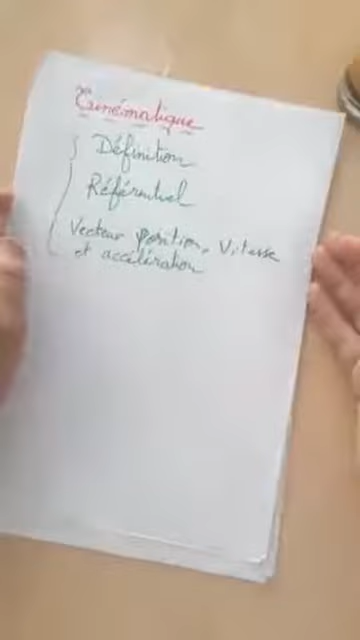 Cinématique
Définition
Référentiel
Vecteur position, Vitesse
et accélération